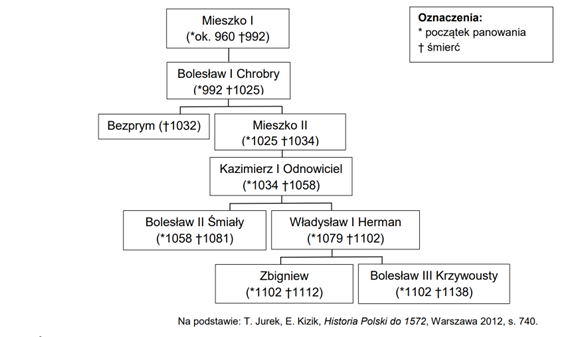 Mieszko I
(*ok. 960 †992)
Oznaczenia:
* początek panowania
† śmierć
Bolesław I Chrobry
(*992 †1025)
Bezprym (†1032)
Mieszko II
(*1025 †1034)
Kazimierz I Odnowiciel
(*1034 †1058)
Bolesław II Śmiały
(*1058 †1081)
Władysław I Herman
(*1079 †1102)
Zbigniew
(*1102 †1112)
Bolesław III Krzywousty
(*1102 †1138)
Na podstawie: T. Jurek, E. Kizik, Historia Polski do 1572, Warszawa 2012, s. 740.